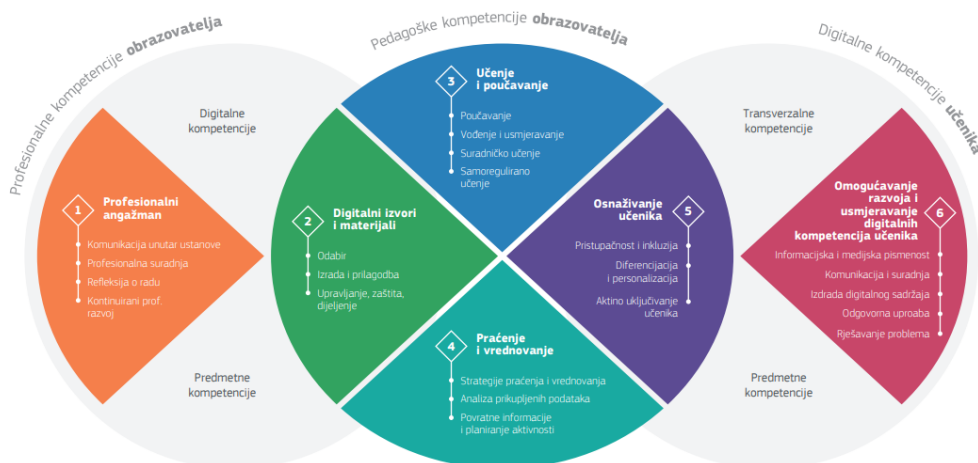 Profesionalne kompetencije obrazovatelja
Pedagoške kompetencije obrazovatelja
Digitalne kompetencije učenika
Digitalne
kompetencije
Predmetne
kompetencije
1
Profesionalni
angažman
Komunikacija unutar ustanove
Profesionalna suradnja
Refleksija o radu
Kontinuirani prof.
razvoj
2
Digitalni izvori
i materijali
Odabir
Izrada i prilagodba
Upravljanje, zaštita,
dijeljenje
3
Učenje
i poučavanje
Poučavanje
Vođenje i usmjeravanje
Suradničko učenje
Samoregulirano
učenje
4
Praćenje
i vrednovanje
Strategije praćenja i vrednovanja
Analiza prikupljenih podataka
Povratne informacije
i planiranje aktivnosti
5
Osnaživanje
učenika
Pristupačnost i inkluzija
Diferencijacija
i personalizacija
Aktino uključivanje
učenika
Transverzalne
kompetencije
Predmetne
kompetencije
6
Omogućavanje
razvoja i
usmjeravanje
digitalnih
kompetencija učenika
Informacijska i medijska pismenost
Komunikacija i suradnja
Izdrada digitalnog sadržaja
Odgovorna uproaba
Rješavanje problema